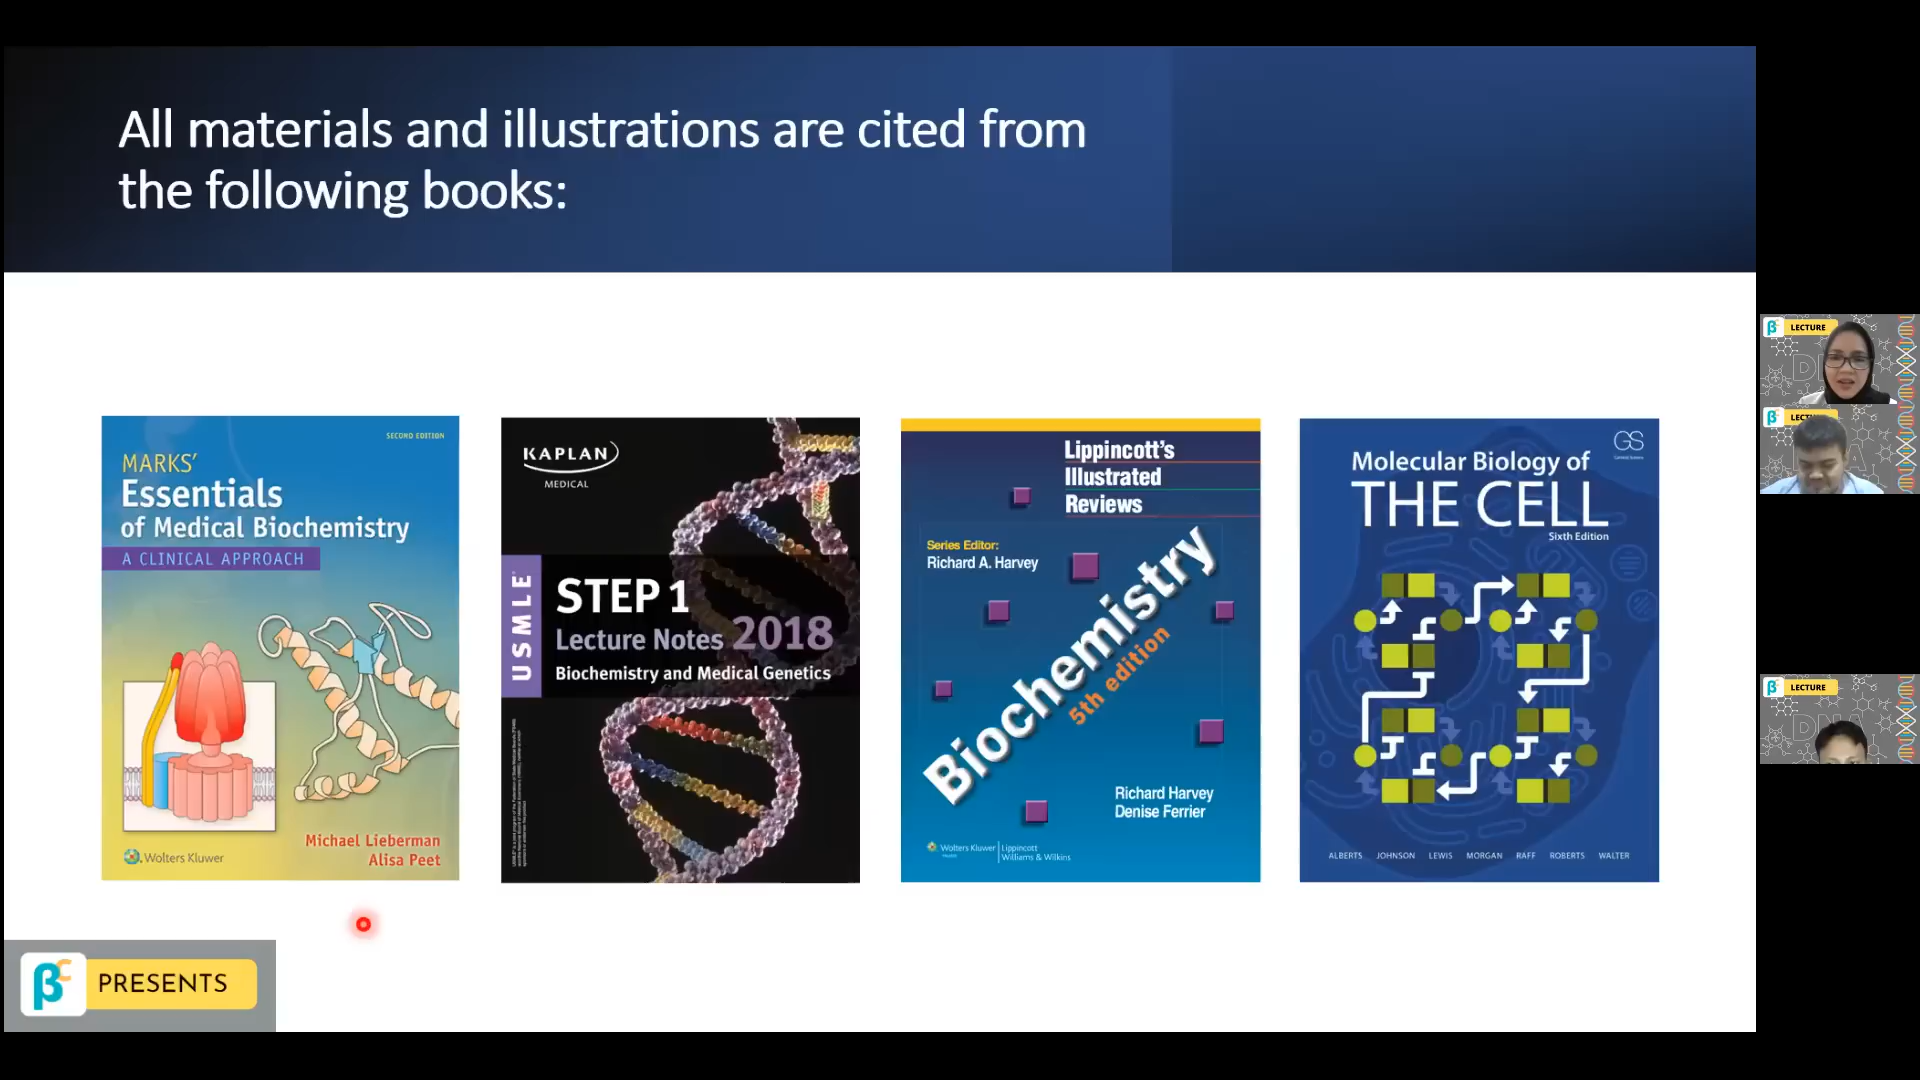 All materials and illustrations are cited from
the following books:
SECOND EDITION
MARKS'
Essentials
of Medical Biochemistry
A CLINICAL APPROACH
Michael Lieberman
Alisa Peet
Wolters Kluwer
KAPLAN
MEDICAL
USMLE
STEP 1
Lecture Notes 2018
Biochemistry and Medical Genetics
Lippincott's
Illustrated
Reviews
Series Editor:
Richard A. Harvey
Biochemistry
5th edition
Richard Harvey
Denise Ferrier
Wolters Kluwer
Health
Lippincott
Williams & Wilkins
GS
Molecular Biology of
THE CELL
Sixth Edition
ALBERTS JOHNSON LEWIS MORGAN RAFF ROBERTS WALTER
βc PRESENTS
β LECTURE
β
β LECTURE
DNA